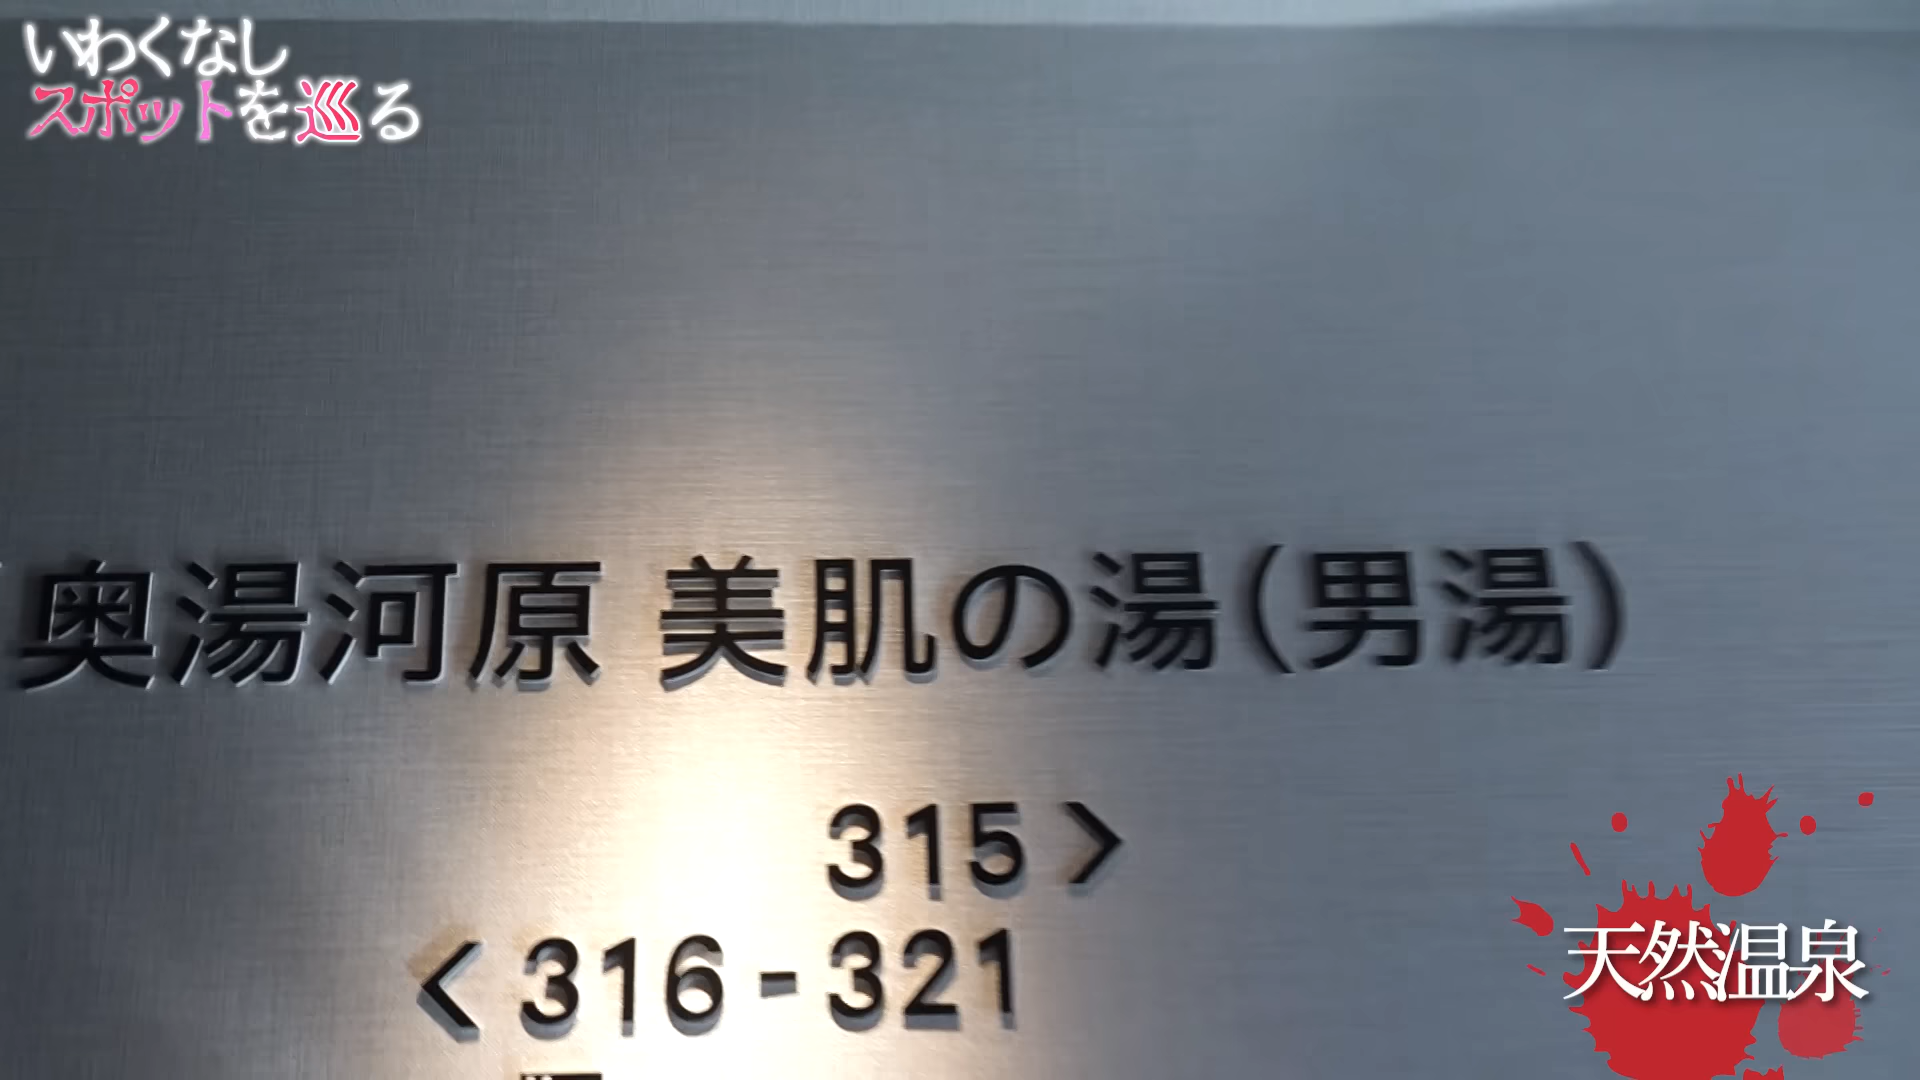 いわくなし
スポットを巡る
奥湯河原 美肌の湯(男湯)
315 >
< 316 - 321
天然温泉